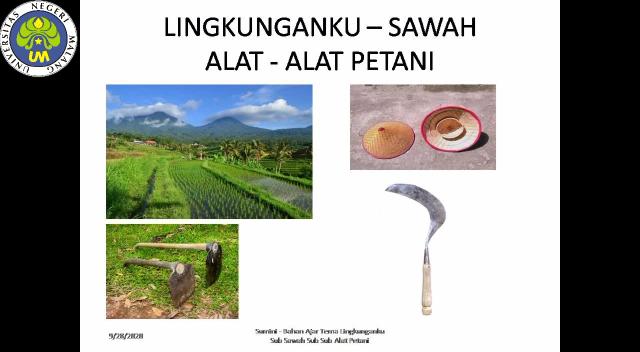 UNIVERSITAS NEGERI MALANG
UM
LINGKUNGANKU – SAWAH
ALAT - ALAT PETANI
9/28/2020
Sumini - Bahan Ajar Tema Lingkunganku
Sub Sawah Sub Sub Alat Petani